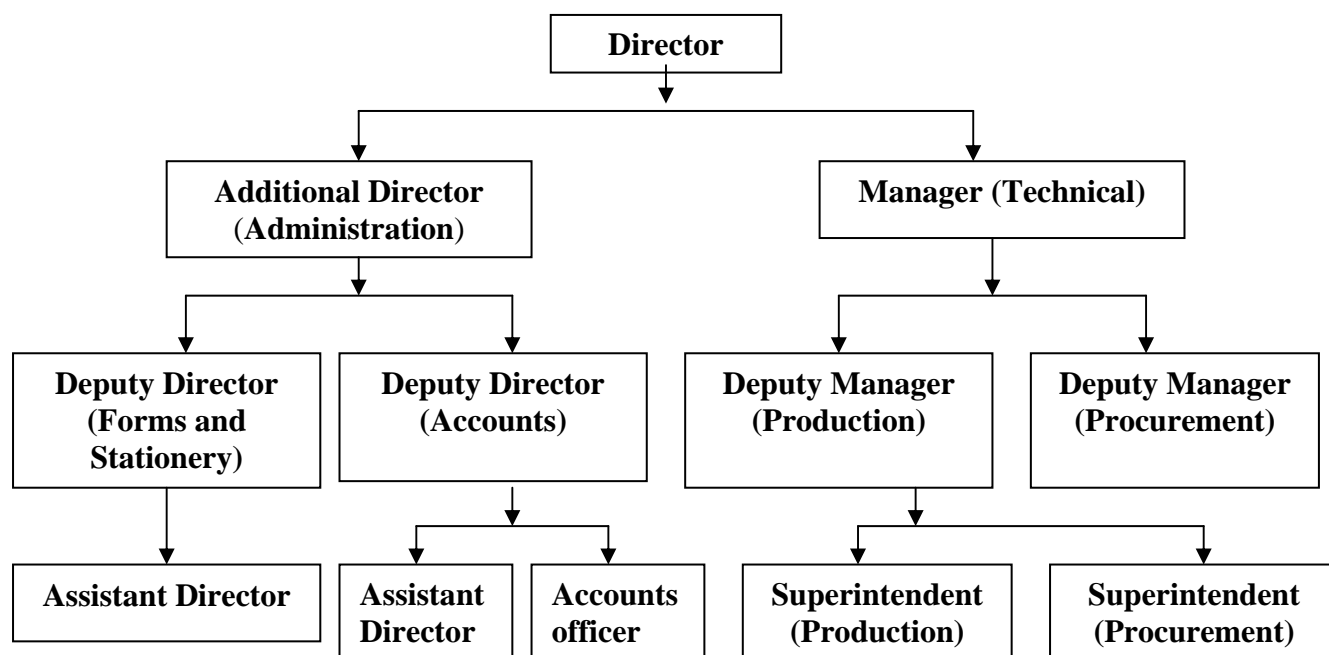 Director
Additional Director
(Administration)
Manager (Technical)
Deputy Director
(Forms and
Stationery)
Deputy Director
(Accounts)
Deputy Manager
(Production)
Deputy Manager
(Procurement)
Assistant Director
Assistant
Director
Accounts
officer
Superintendent
(Production)
Superintendent
(Procurement)